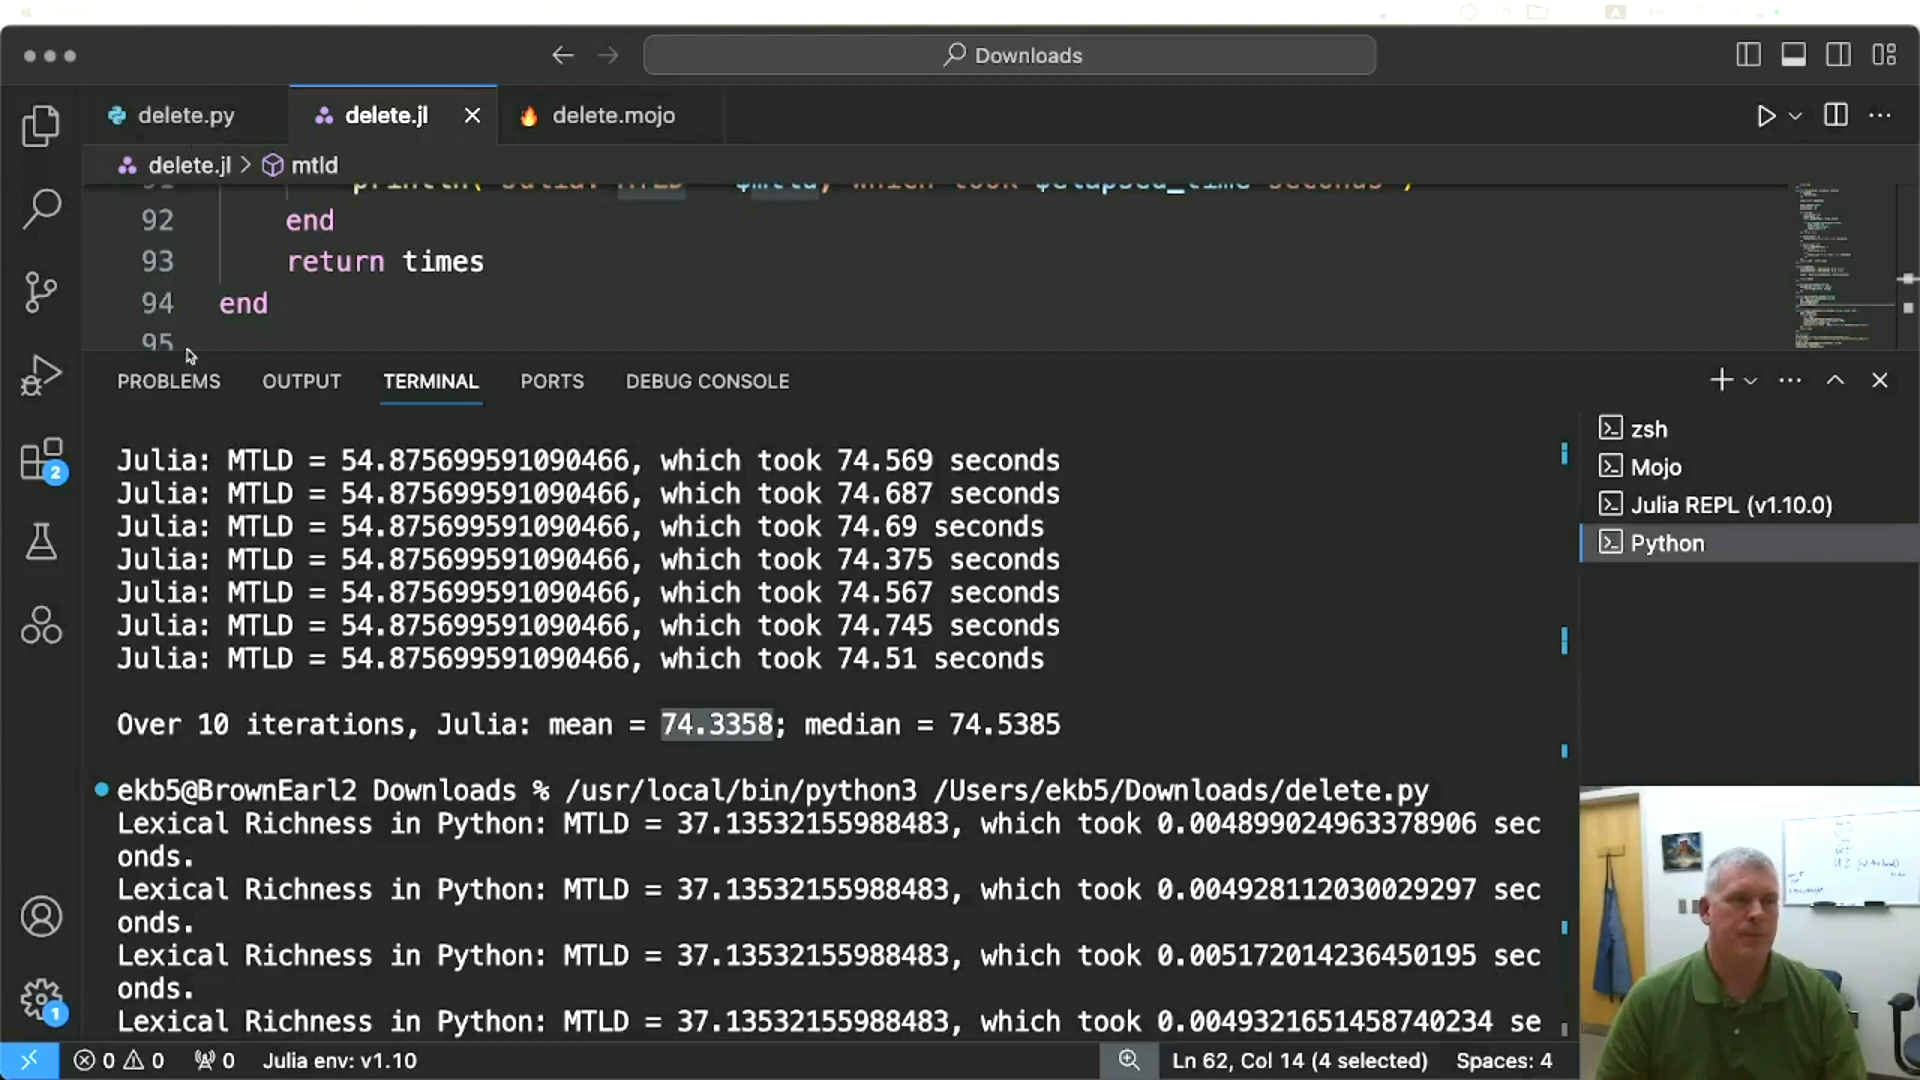 Downloads
delete.py
delete.jl
delete.mojo
delete.jl > mtld
92 end
93 return times
94 end
95
PROBLEMS OUTPUT TERMINAL PORTS DEBUG CONSOLE
Julia: MTLD = 54.875699591090466, which took 74.569 seconds
Julia: MTLD = 54.875699591090466, which took 74.687 seconds
Julia: MTLD = 54.875699591090466, which took 74.69 seconds
Julia: MTLD = 54.875699591090466, which took 74.375 seconds
Julia: MTLD = 54.875699591090466, which took 74.567 seconds
Julia: MTLD = 54.875699591090466, which took 74.745 seconds
Julia: MTLD = 54.875699591090466, which took 74.51 seconds
Over 10 iterations, Julia: mean = 74.3358; median = 74.5385
ekb5@BrownEarl2 Downloads % /usr/local/bin/python3 /Users/ekb5/Downloads/delete.py
Lexical Richness in Python: MTLD = 37.13532155988483, which took 0.004899024963378906 sec
onds.
Lexical Richness in Python: MTLD = 37.13532155988483, which took 0.004928112030029297 sec
onds.
Lexical Richness in Python: MTLD = 37.13532155988483, which took 0.005172014236450195 sec
onds.
Lexical Richness in Python: MTLD = 37.13532155988483, which took 0.0049321651458740234 se
zsh
Mojo
Julia REPL (v1.10.0)
Python
2
1
0 0 0 Julia env: v1.10
Ln 62, Col 14 (4 selected) Spaces: 4